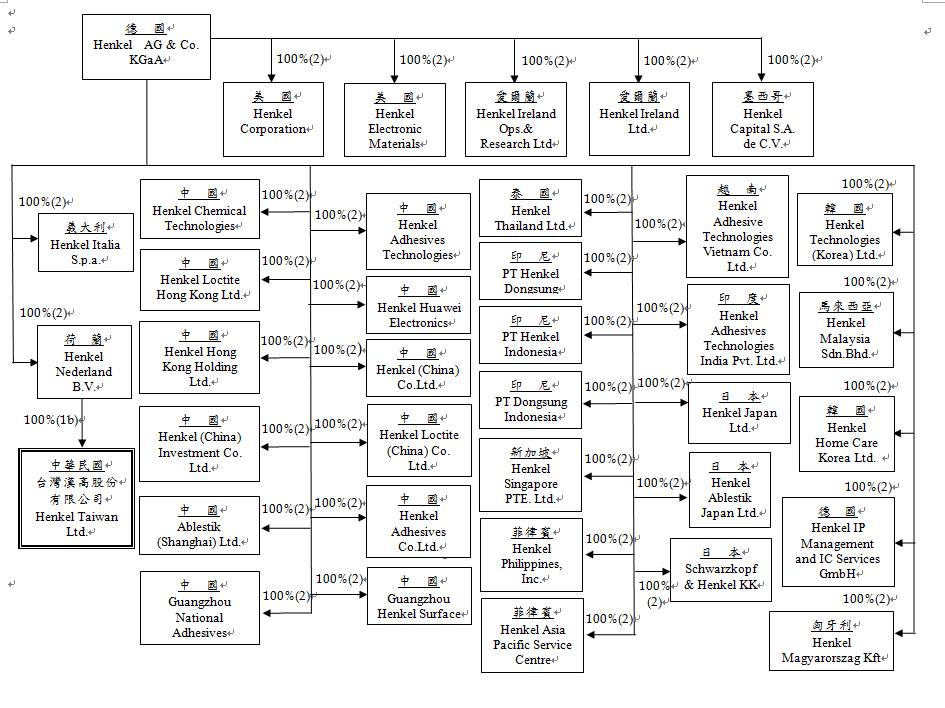 德 國
Henkel AG & Co.
KGaA
100%(2)
100%(2)
100%(2)
100%(2)
100%(2)
美 國
Henkel
Corporation
美 國
Henkel
Electronic
Materials
愛爾蘭
Henkel Ireland
Ops.&
Research Ltd
愛爾蘭
Henkel Ireland
Ltd.
墨西哥
Henkel
Capital S.A.
de C.V.
100%(2)
義大利
Henkel Italia
S.p.a.
100%(2)
荷 蘭
Henkel
Nederland
B.V.
100%(1b)
中華民國
台灣漢高股份
有限公司
Henkel Taiwan
Ltd.
中 國
Henkel Chemical
Technologies
100%(2)
中 國
Henkel Loctite
Hong Kong Ltd.
100%(2)
中 國
Henkel Hong
Kong Holding
Ltd.
100%(2)
中 國
Henkel (China)
Investment Co.
Ltd.
100%(2)
中 國
Ablestik
(Shanghai) Ltd.
100%(2)
中 國
Guangzhou
National
Adhesives
100%(2)
100%(2)
中 國
Henkel
Adhesives
Technologies
100%(2)
中 國
Henkel Huawei
Electronics
100%(2)
中 國
Henkel (China)
Co.Ltd.
100%(2)
中 國
Henkel Loctite
(China) Co.
Ltd.
100%(2)
中 國
Henkel
Adhesives
Co.Ltd.
100%(2)
中 國
Guangzhou
Henkel Surface
泰 國
Henkel
Thailand Ltd.
100%(2)
印 尼
PT Henkel
Dongsung
100%(2)
印 尼
PT Henkel
Indonesia
100%(2)
印 尼
PT Dongsung
Indonesia
100%(2)
新加坡
Henkel
Singapore
PTE. Ltd.
100%(2)
菲律賓
Henkel
Philippines,
Inc.
100%(2)
菲律賓
Henkel Asia
Pacific Service
Centre
100%(2)
100%(2)
越 南
Henkel
Adhesive
Technologies
Vietnam Co.
Ltd.
100%(2)
印 度
Henkel
Adhesives
Technologies
India Pvt. Ltd.
100%(2)
日 本
Henkel Japan
Ltd.
100%(2)
日 本
Henkel
Ablestik
Japan Ltd.
100%
(2)
日 本
Schwarzkopf
& Henkel KK
100%(2)
韓 國
Henkel
Technologies
(Korea) Ltd.
100%(2)
馬來西亞
Henkel
Malaysia
Sdn.Bhd.
100%(2)
韓 國
Henkel
Home Care
Korea Ltd.
100%(2)
德 國
Henkel IP
Management
and IC Services
GmbH
100%(2)
匈牙利
Henkel
Magyarorszag Kft